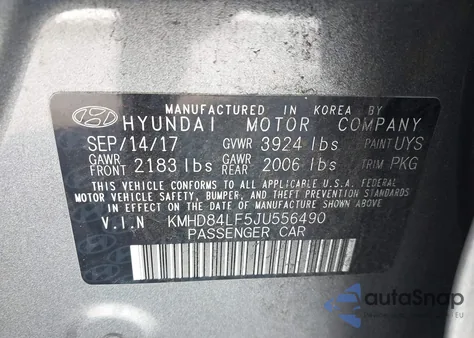 MANUFACTURED IN KOREA BY
HYUNDAI MOTOR COMPANY
SEP/14/17 GVWR 3924 lbs PAINT UYS
GAWR FRONT 2183 lbs GAWR REAR 2006 lbs TRIM PKG
THIS VEHICLE CONFORMS TO ALL APPLICABLE U.S.A. FEDERAL
MOTOR VEHICLE SAFETY, BUMPER, AND THEFT PREVENTION STANDARDS
IN EFFECT ON THE DATE OF MANUFACTURE SHOWN ABOVE.
V.I.N KMHD84LF5JU556490
PASSENGER CAR
autoSnap